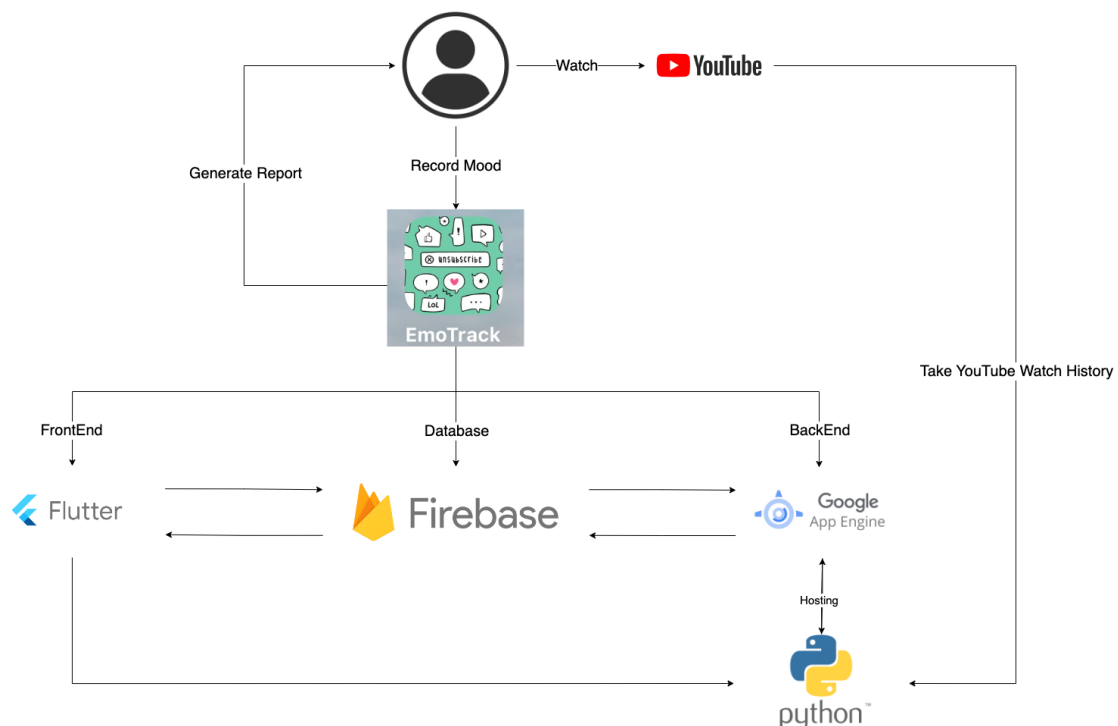 Watch
YouTube
Generate Report
Record Mood
UNSUBSCRIBE
LOL
EmoTrack
Take YouTube Watch History
FrontEnd
Database
BackEnd
Flutter
Firebase
Google
App Engine
Hosting
python™